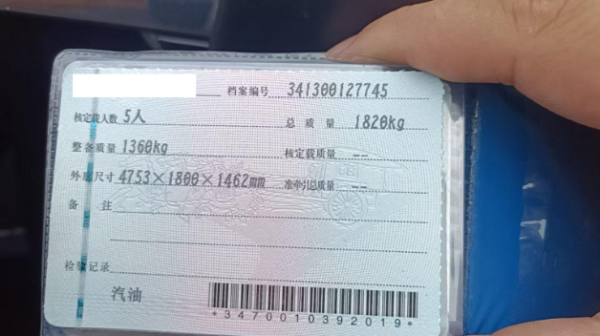 档案编号 341300127745
核定载人数 5人 总质量 1820kg
整备质量 1360kg 核定载质量 --
外廓尺寸 4753×1800×1462mm 准牵引总质量 --
备注
检验记录
汽油
*3470010392019*